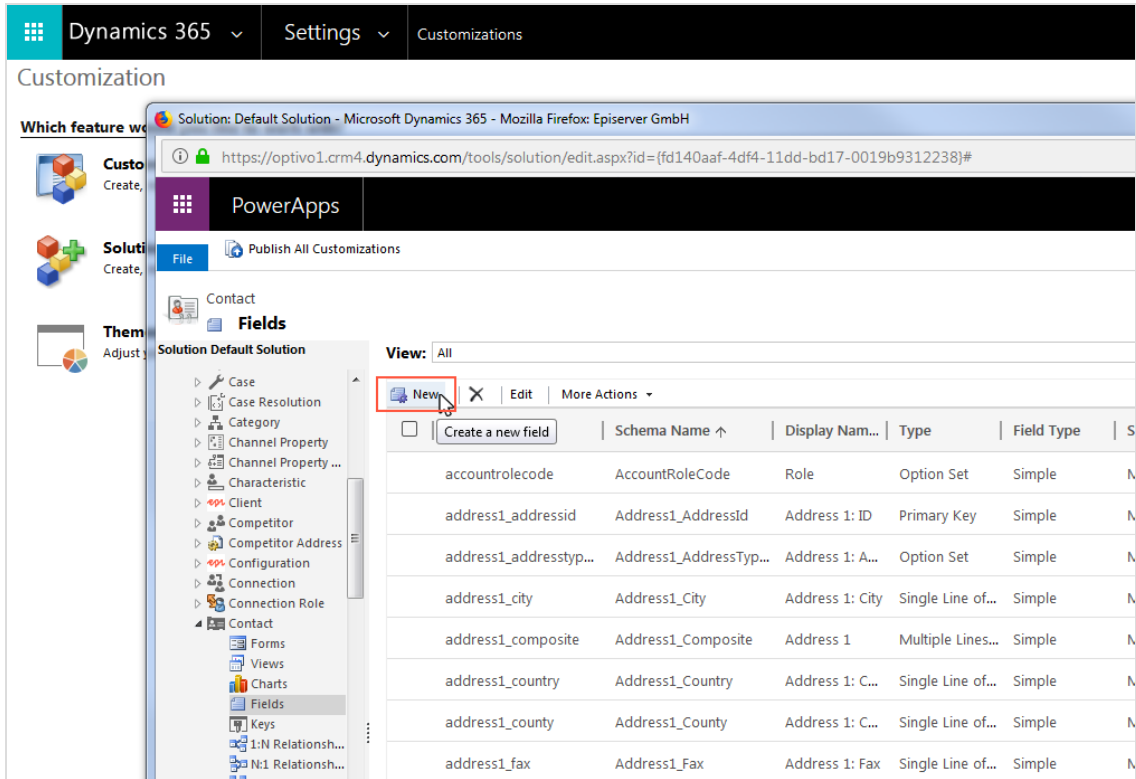 Dynamics 365 Settings Customizations
Customization
Which feature wo
Custo
Create,
Soluti
Create,
Them
Adjust y
Solution: Default Solution - Microsoft Dynamics 365 - Mozilla Firefox: Episerver GmbH
https://optivo1.crm4.dynamics.com/tools/solution/edit.aspx?id={fd140aaf-4df4-11dd-bd17-0019b9312238}#
PowerApps
File Publish All Customizations
Contact
Fields
Solution Default Solution
Case
Case Resolution
Category
Channel Property
Channel Property ...
Characteristic
epi Client
Competitor
Competitor Address
epi Configuration
Connection
Connection Role
Contact
Forms
Views
Charts
Fields
Keys
1:N Relationsh...
N:1 Relationsh...
View: All
New Edit More Actions
Create a new field
Schema Name Display Nam... Type Field Type S
accountrolecode AccountRoleCode Role Option Set Simple N
address1_addressid Address1_AddressId Address 1: ID Primary Key Simple N
address1_addresstyp... Address1_AddressTyp... Address 1: A... Option Set Simple N
address1_city Address1_City Address 1: City Single Line of... Simple N
address1_composite Address1_Composite Address 1 Multiple Lines... Simple N
address1_country Address1_Country Address 1: C... Single Line of... Simple N
address1_county Address1_County Address 1: C... Single Line of... Simple N
address1_fax Address1_Fax Address 1: Fax Single Line of... Simple N